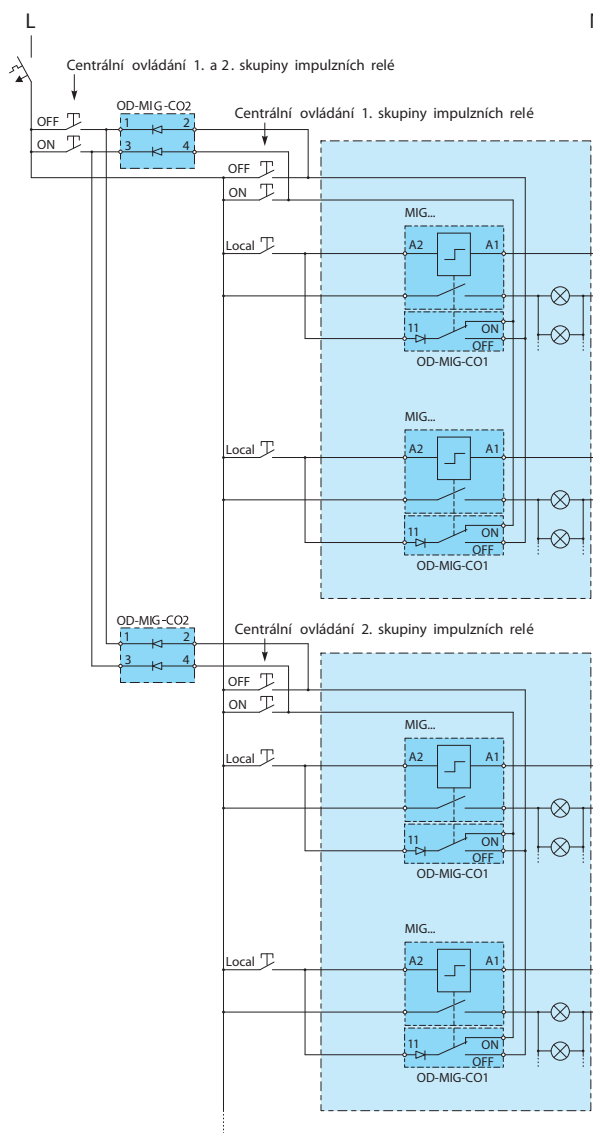 L
Centrální ovládání 1. a 2. skupiny impulzních relé
OD-MIG-CO2
Centrální ovládání 1. skupiny impulzních relé
OFF 1 2
ON 3 4
OFF
ON
MIG...
Local A2 A1
11 ON
OFF
OD-MIG-CO1
MIG...
Local A2 A1
11 ON
OFF
OD-MIG-CO1
OD-MIG-CO2
Centrální ovládání 2. skupiny impulzních relé
1 2
3 4
OFF
ON
MIG...
Local A2 A1
11 ON
OFF
OD-MIG-CO1
MIG...
Local A2 A1
11 ON
OFF
OD-MIG-CO1